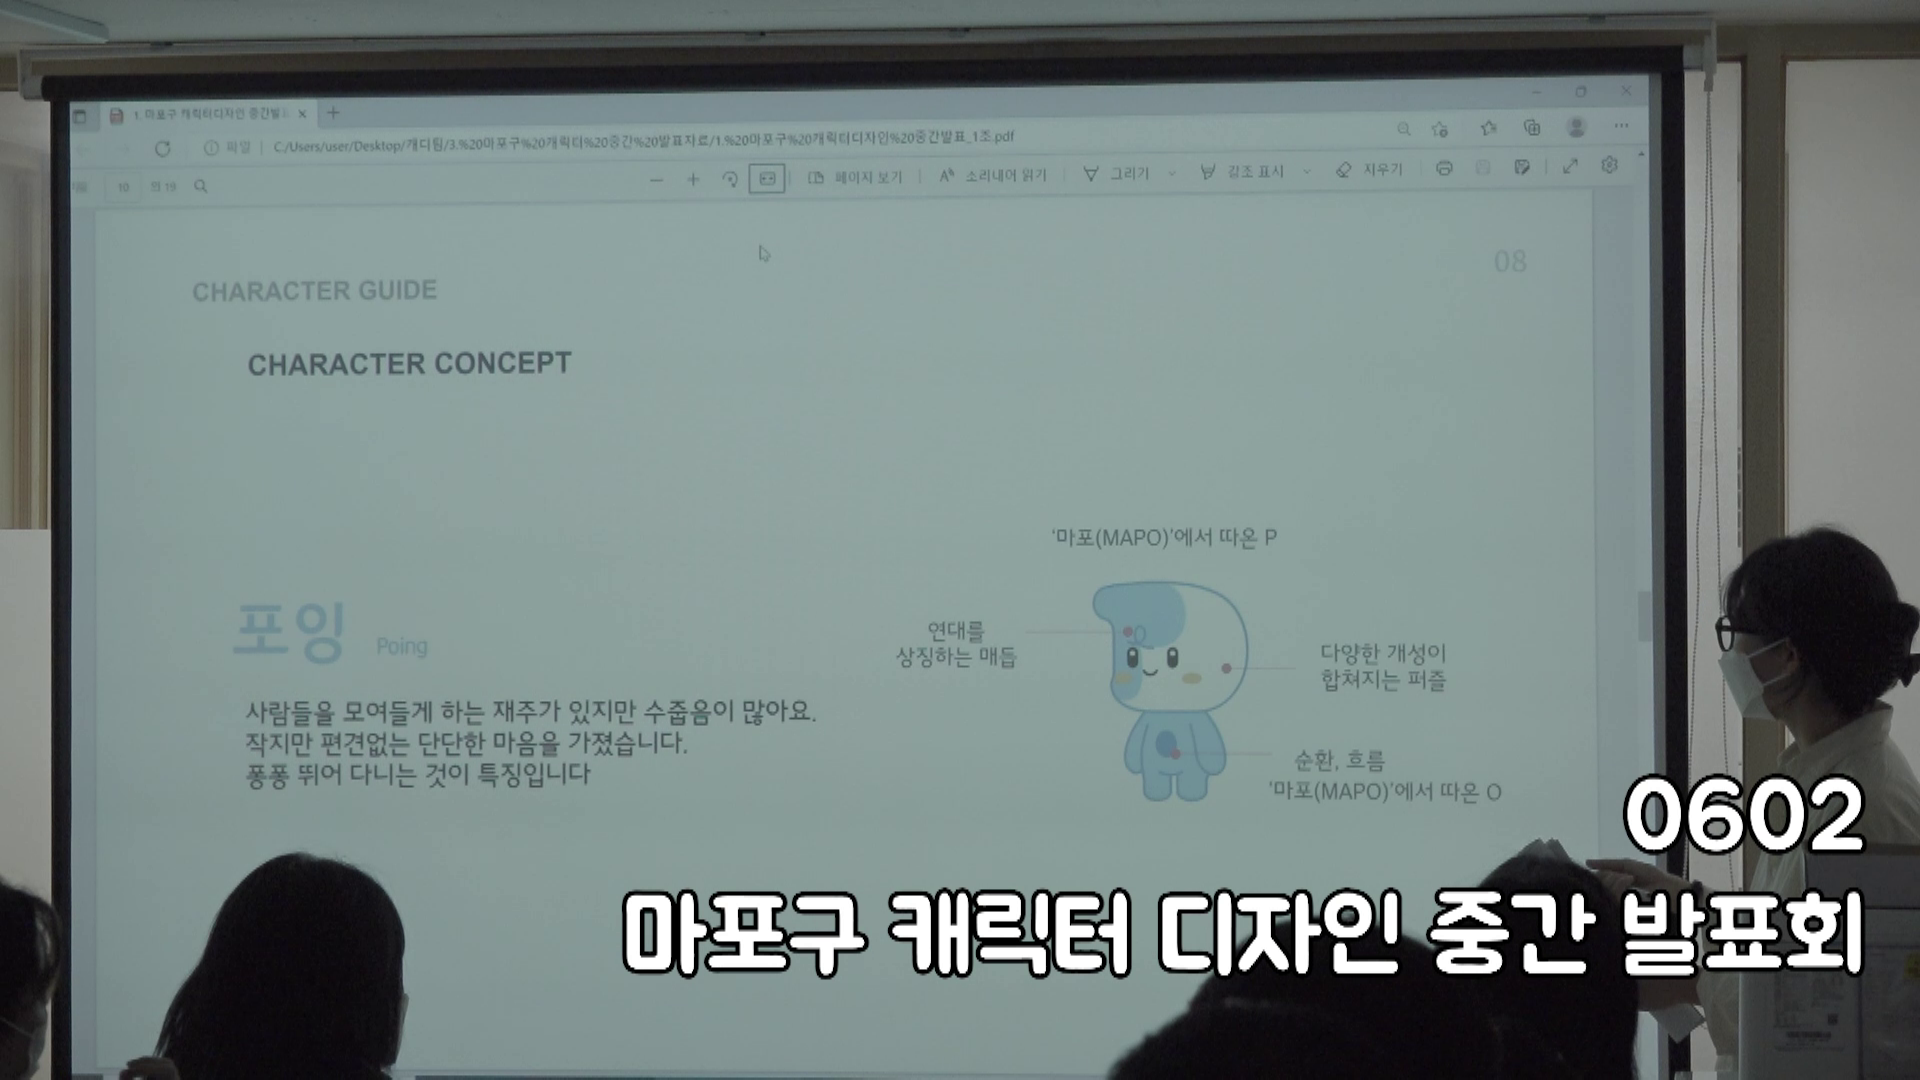 1. 마포구 캐릭터디자인 중간발
파일 | C:/Users/user/Desktop/캐디팀/3.%20마포구%20캐릭터%20중간%20발표자료/1.%20마포구%20캐릭터디자인%20중간발표_1조.pdf
10 의 19
페이지 보기 | A 소리내어 읽기 | 그리기 강조 표시 지우기
08
CHARACTER GUIDE
CHARACTER CONCEPT
'마포(MAPO)'에서 따온 P
포잉 Poing
연대를
상징하는 매듭
다양한 개성이
합쳐지는 퍼즐
사람들을 모여들게 하는 재주가 있지만 수줍음이 많아요.
작지만 편견없는 단단한 마음을 가졌습니다.
퐁퐁 뛰어 다니는 것이 특징입니다
순환, 흐름
'마포(MAPO)'에서 따온 O
0602
마포구 캐릭터 디자인 중간 발표회